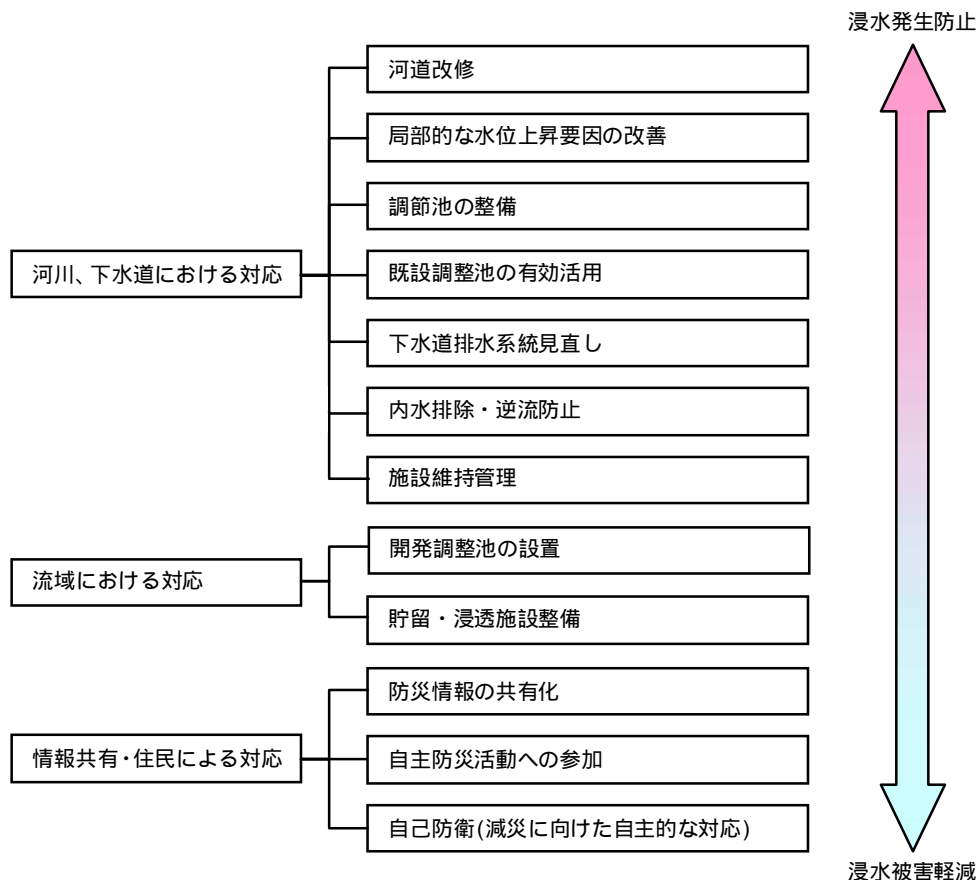 浸水発生防止
河川、下水道における対応
河道改修
局部的な水位上昇要因の改善
調節池の整備
既設調整池の有効活用
下水道排水系統見直し
内水排除・逆流防止
施設維持管理
流域における対応
開発調整池の設置
貯留・浸透施設整備
情報共有・住民による対応
防災情報の共有化
自主防災活動への参加
自己防衛(減災に向けた自主的な対応)
浸水被害軽減